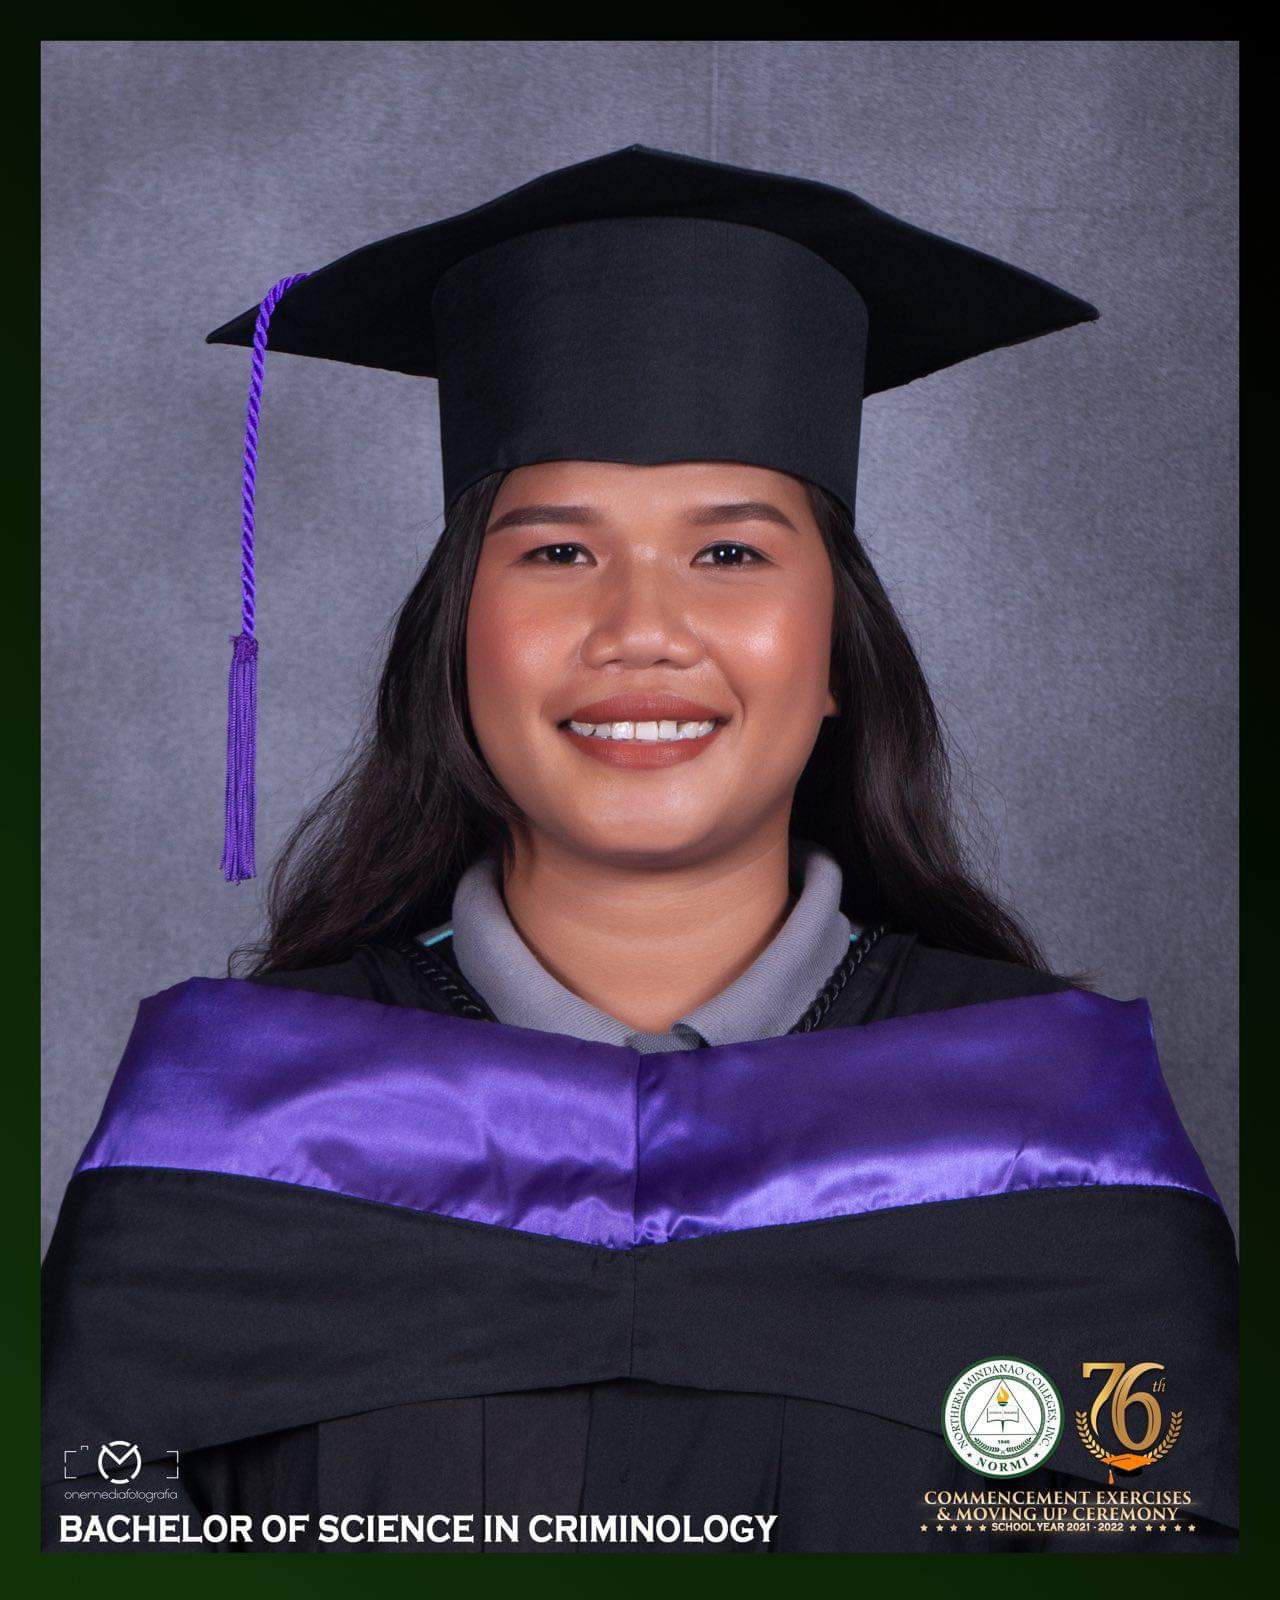 NORTHERN MINDANAO COLLEGES, INC.
1946
NORMI
76th
onemediafotografia
COMMENCEMENT EXERCISES
& MOVING UP CEREMONY
SCHOOL YEAR 2021 - 2022
BACHELOR OF SCIENCE IN CRIMINOLOGY